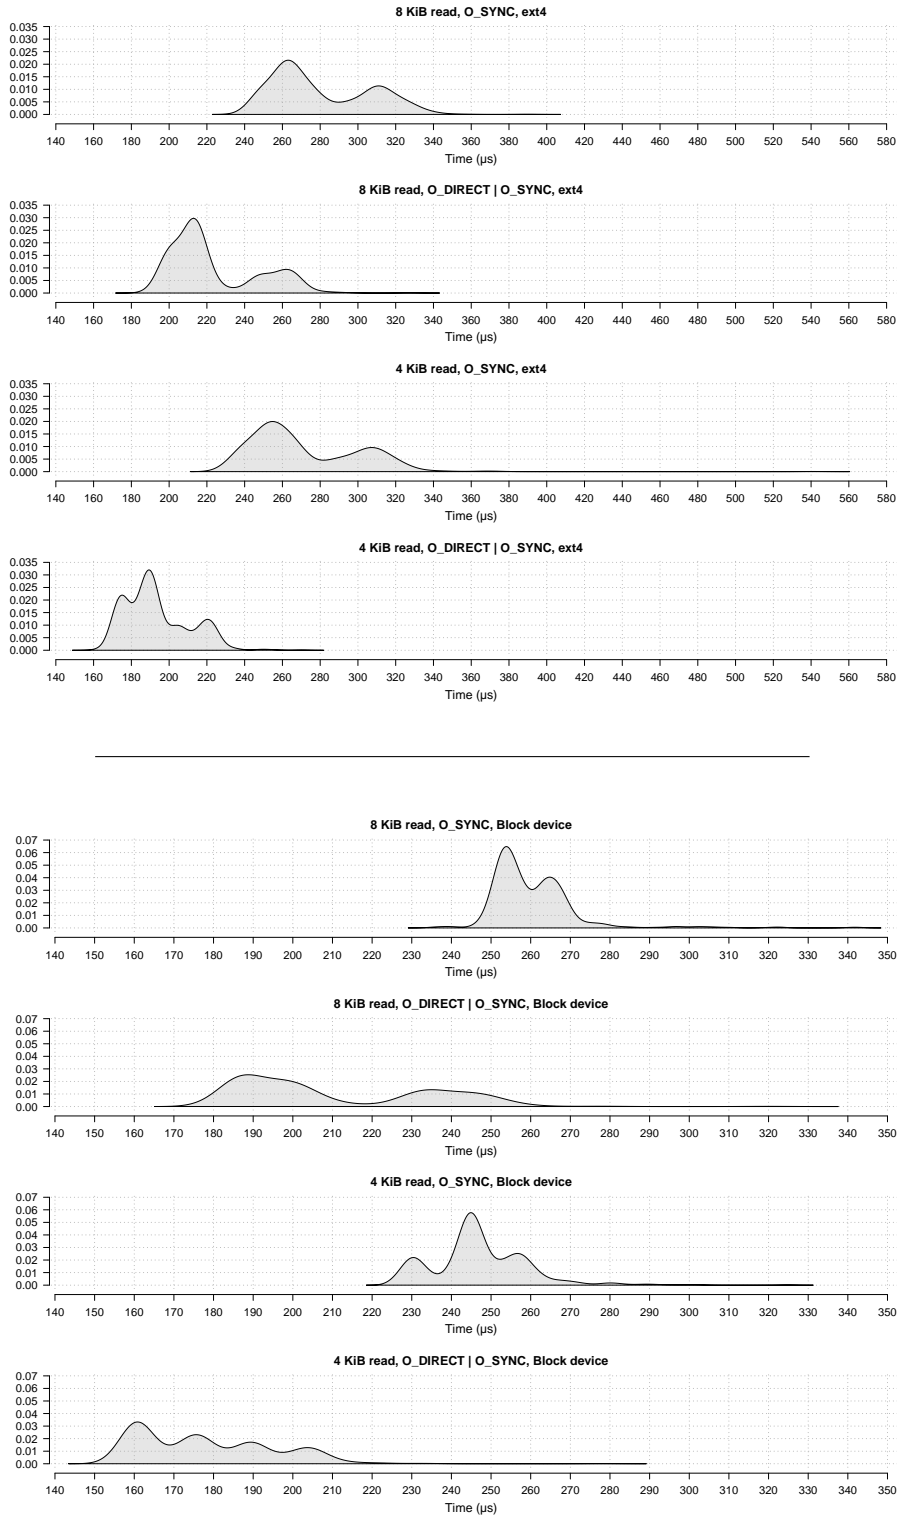 8 KiB read, O_SYNC, ext4
0.035
0.030
0.025
0.020
0.015
0.010
0.005
0.000
140 160 180 200 220 240 260 280 300 320 340 360 380 400 420 440 460 480 500 520 540 560 580
Time (µs)
8 KiB read, O_DIRECT | O_SYNC, ext4
0.035
0.030
0.025
0.020
0.015
0.010
0.005
0.000
140 160 180 200 220 240 260 280 300 320 340 360 380 400 420 440 460 480 500 520 540 560 580
Time (µs)
4 KiB read, O_SYNC, ext4
0.035
0.030
0.025
0.020
0.015
0.010
0.005
0.000
140 160 180 200 220 240 260 280 300 320 340 360 380 400 420 440 460 480 500 520 540 560 580
Time (µs)
4 KiB read, O_DIRECT | O_SYNC, ext4
0.035
0.030
0.025
0.020
0.015
0.010
0.005
0.000
140 160 180 200 220 240 260 280 300 320 340 360 380 400 420 440 460 480 500 520 540 560 580
Time (µs)
8 KiB read, O_SYNC, Block device
0.07
0.06
0.05
0.04
0.03
0.02
0.01
0.00
140 150 160 170 180 190 200 210 220 230 240 250 260 270 280 290 300 310 320 330 340 350
Time (µs)
8 KiB read, O_DIRECT | O_SYNC, Block device
0.07
0.06
0.05
0.04
0.03
0.02
0.01
0.00
140 150 160 170 180 190 200 210 220 230 240 250 260 270 280 290 300 310 320 330 340 350
Time (µs)
4 KiB read, O_SYNC, Block device
0.07
0.06
0.05
0.04
0.03
0.02
0.01
0.00
140 150 160 170 180 190 200 210 220 230 240 250 260 270 280 290 300 310 320 330 340 350
Time (µs)
4 KiB read, O_DIRECT | O_SYNC, Block device
0.07
0.06
0.05
0.04
0.03
0.02
0.01
0.00
140 150 160 170 180 190 200 210 220 230 240 250 260 270 280 290 300 310 320 330 340 350
Time (µs)